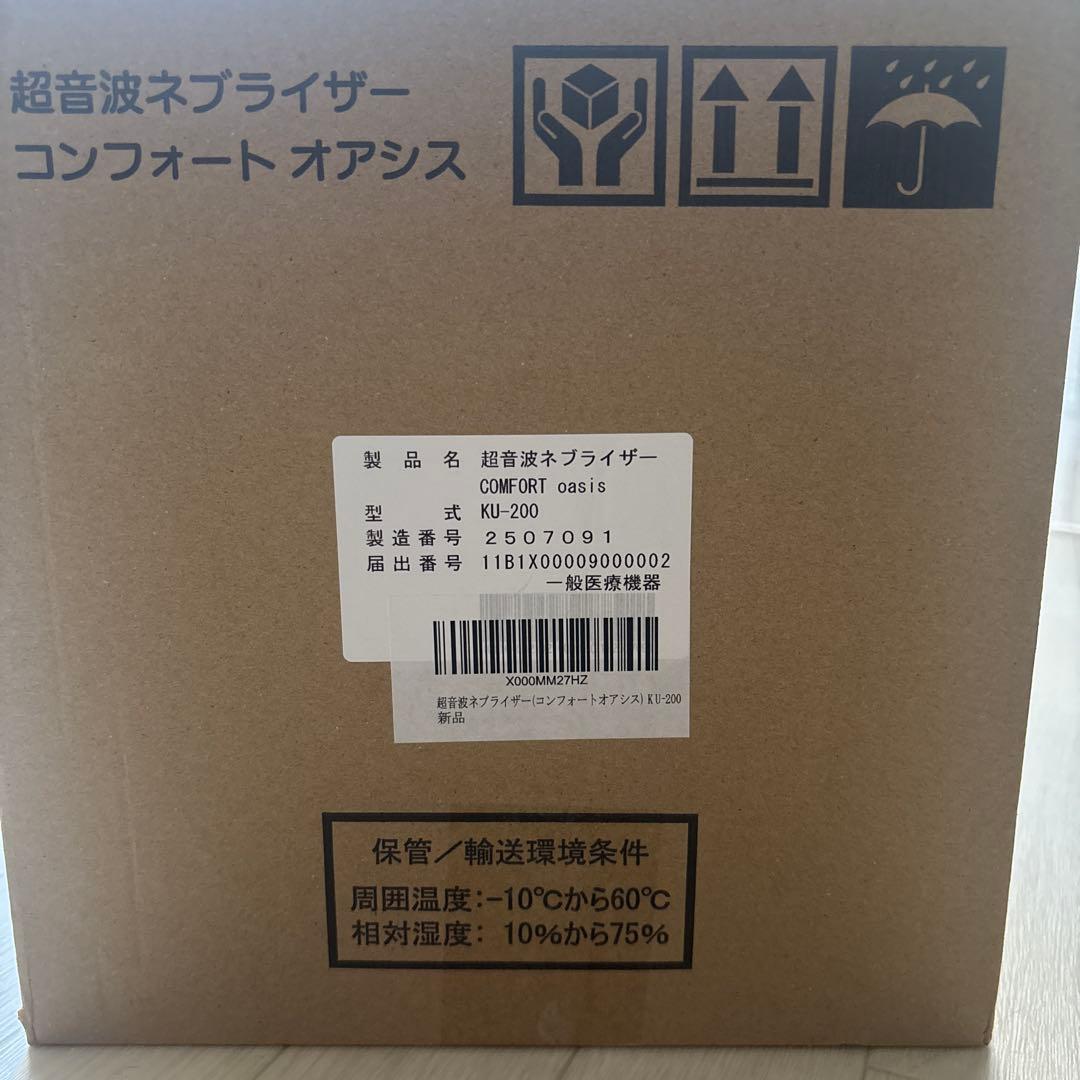 超音波ネブライザー
コンフォート オアシス
製品名 超音波ネブライザー
COMFORT oasis
型式 KU-200
製造番号 2507091
届出番号 11B1X00009000002
一般医療機器
X000MM27HZ
超音波ネブライザー(コンフォートオアシス) KU-200
新品
保管／輸送環境条件
周囲温度:-10℃から60℃
相対湿度: 10%から75%